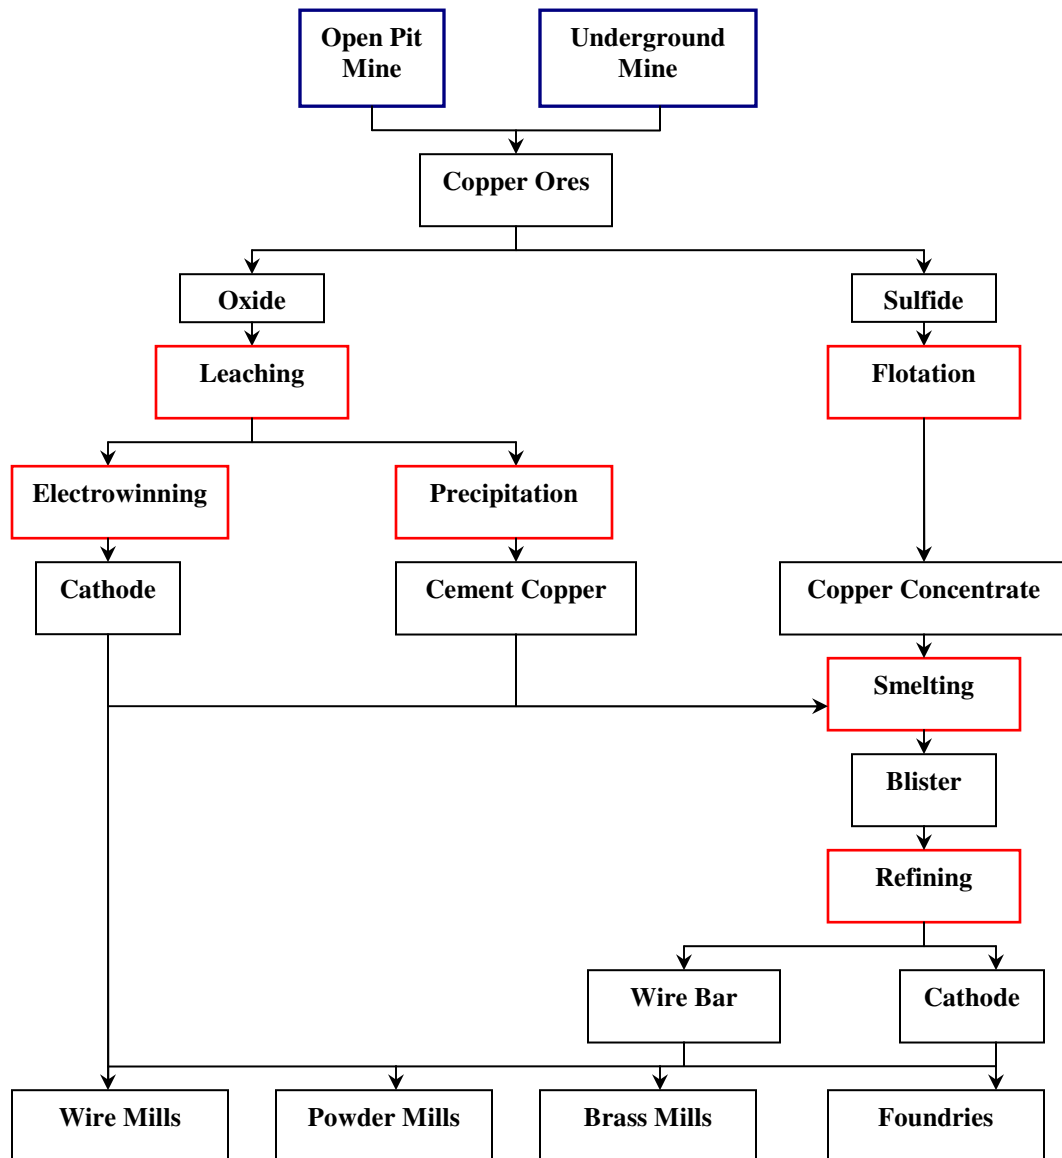 Open Pit
Mine
Underground
Mine
Copper Ores
Oxide
Sulfide
Leaching
Flotation
Electrowinning
Precipitation
Cathode
Cement Copper
Copper Concentrate
Smelting
Blister
Refining
Wire Bar
Cathode
Wire Mills
Powder Mills
Brass Mills
Foundries